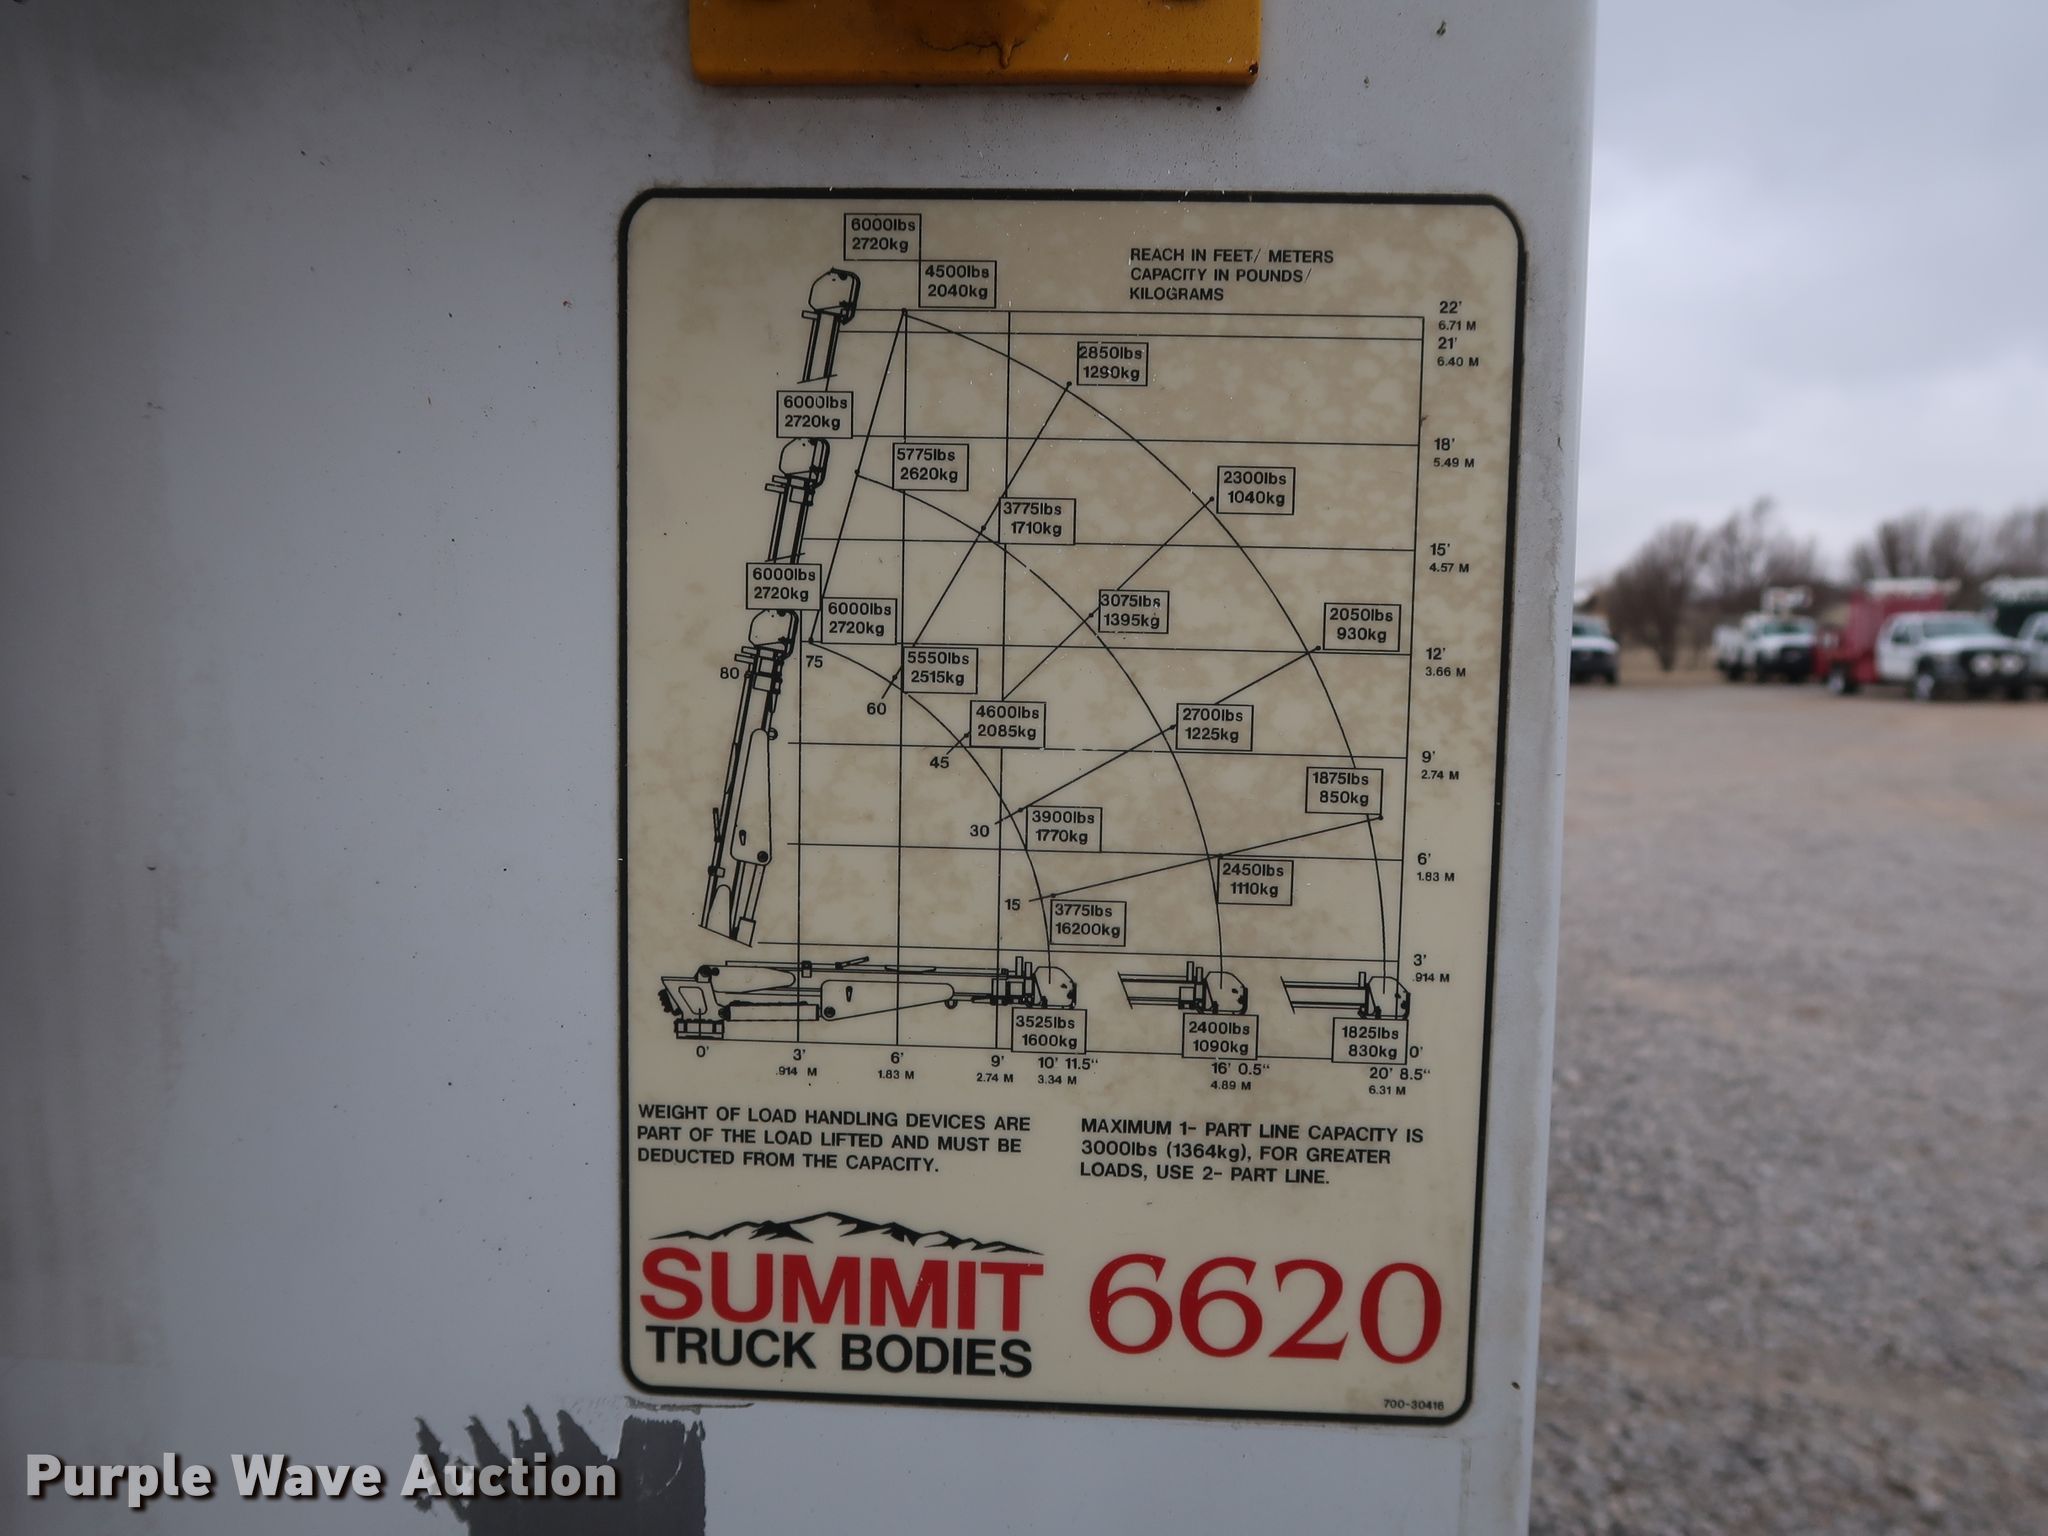 6000lbs
2720kg
4500lbs
2040kg
REACH IN FEET/ METERS
CAPACITY IN POUNDS/
KILOGRAMS
22'
6.71 M
21'
6.40 M
2850lbs
1290kg
6000lbs
2720kg
18'
5.49 M
5775lbs
2620kg
2300lbs
1040kg
3775lbs
1710kg
15'
4.57 M
6000lbs
2720kg
6000lbs
2720kg
3075lbs
1395kg
2050lbs
930kg
80
75
12'
3.66 M
5550lbs
2515kg
60
4600lbs
2085kg
2700lbs
1225kg
45
9'
2.74 M
1875lbs
850kg
3900lbs
1770kg
30
6'
1.83 M
2450lbs
1110kg
15
3775lbs
16200kg
3'
.914 M
3525lbs
1600kg
2400lbs
1090kg
1825lbs
830kg
0'
0' 3' 6' 9' 10' 11.5“ 16' 0.5“ 20' 8.5“
.914 M 1.83 M 2.74 M 3.34 M 4.89 M 6.31 M
WEIGHT OF LOAD HANDLING DEVICES ARE
PART OF THE LOAD LIFTED AND MUST BE
DEDUCTED FROM THE CAPACITY.
MAXIMUM 1- PART LINE CAPACITY IS
3000lbs (1364kg), FOR GREATER
LOADS, USE 2- PART LINE.
SUMMIT
TRUCK BODIES
6620
700-30416
Purple Wave Auction